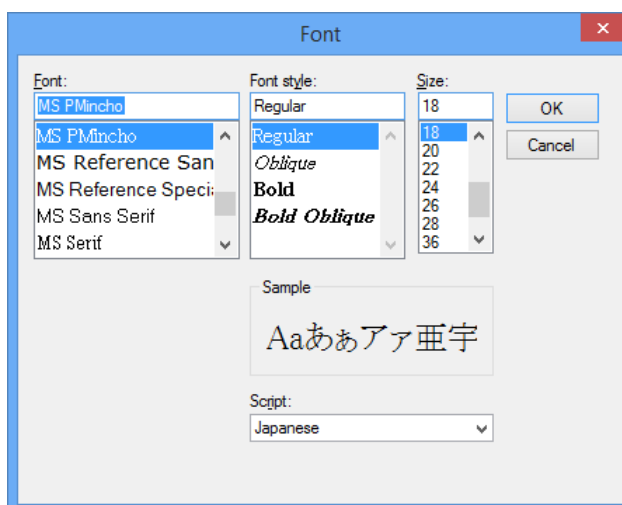 Font
Font:
MS PMincho
MS PMincho
MS Reference San
MS Reference Speci
MS Sans Serif
MS Serif
Font style:
Regular
Regular
Oblique
Bold
Bold Oblique
Size:
18
18
20
22
24
26
28
36
OK
Cancel
Sample
Aaあぁアァ亜宇
Script:
Japanese